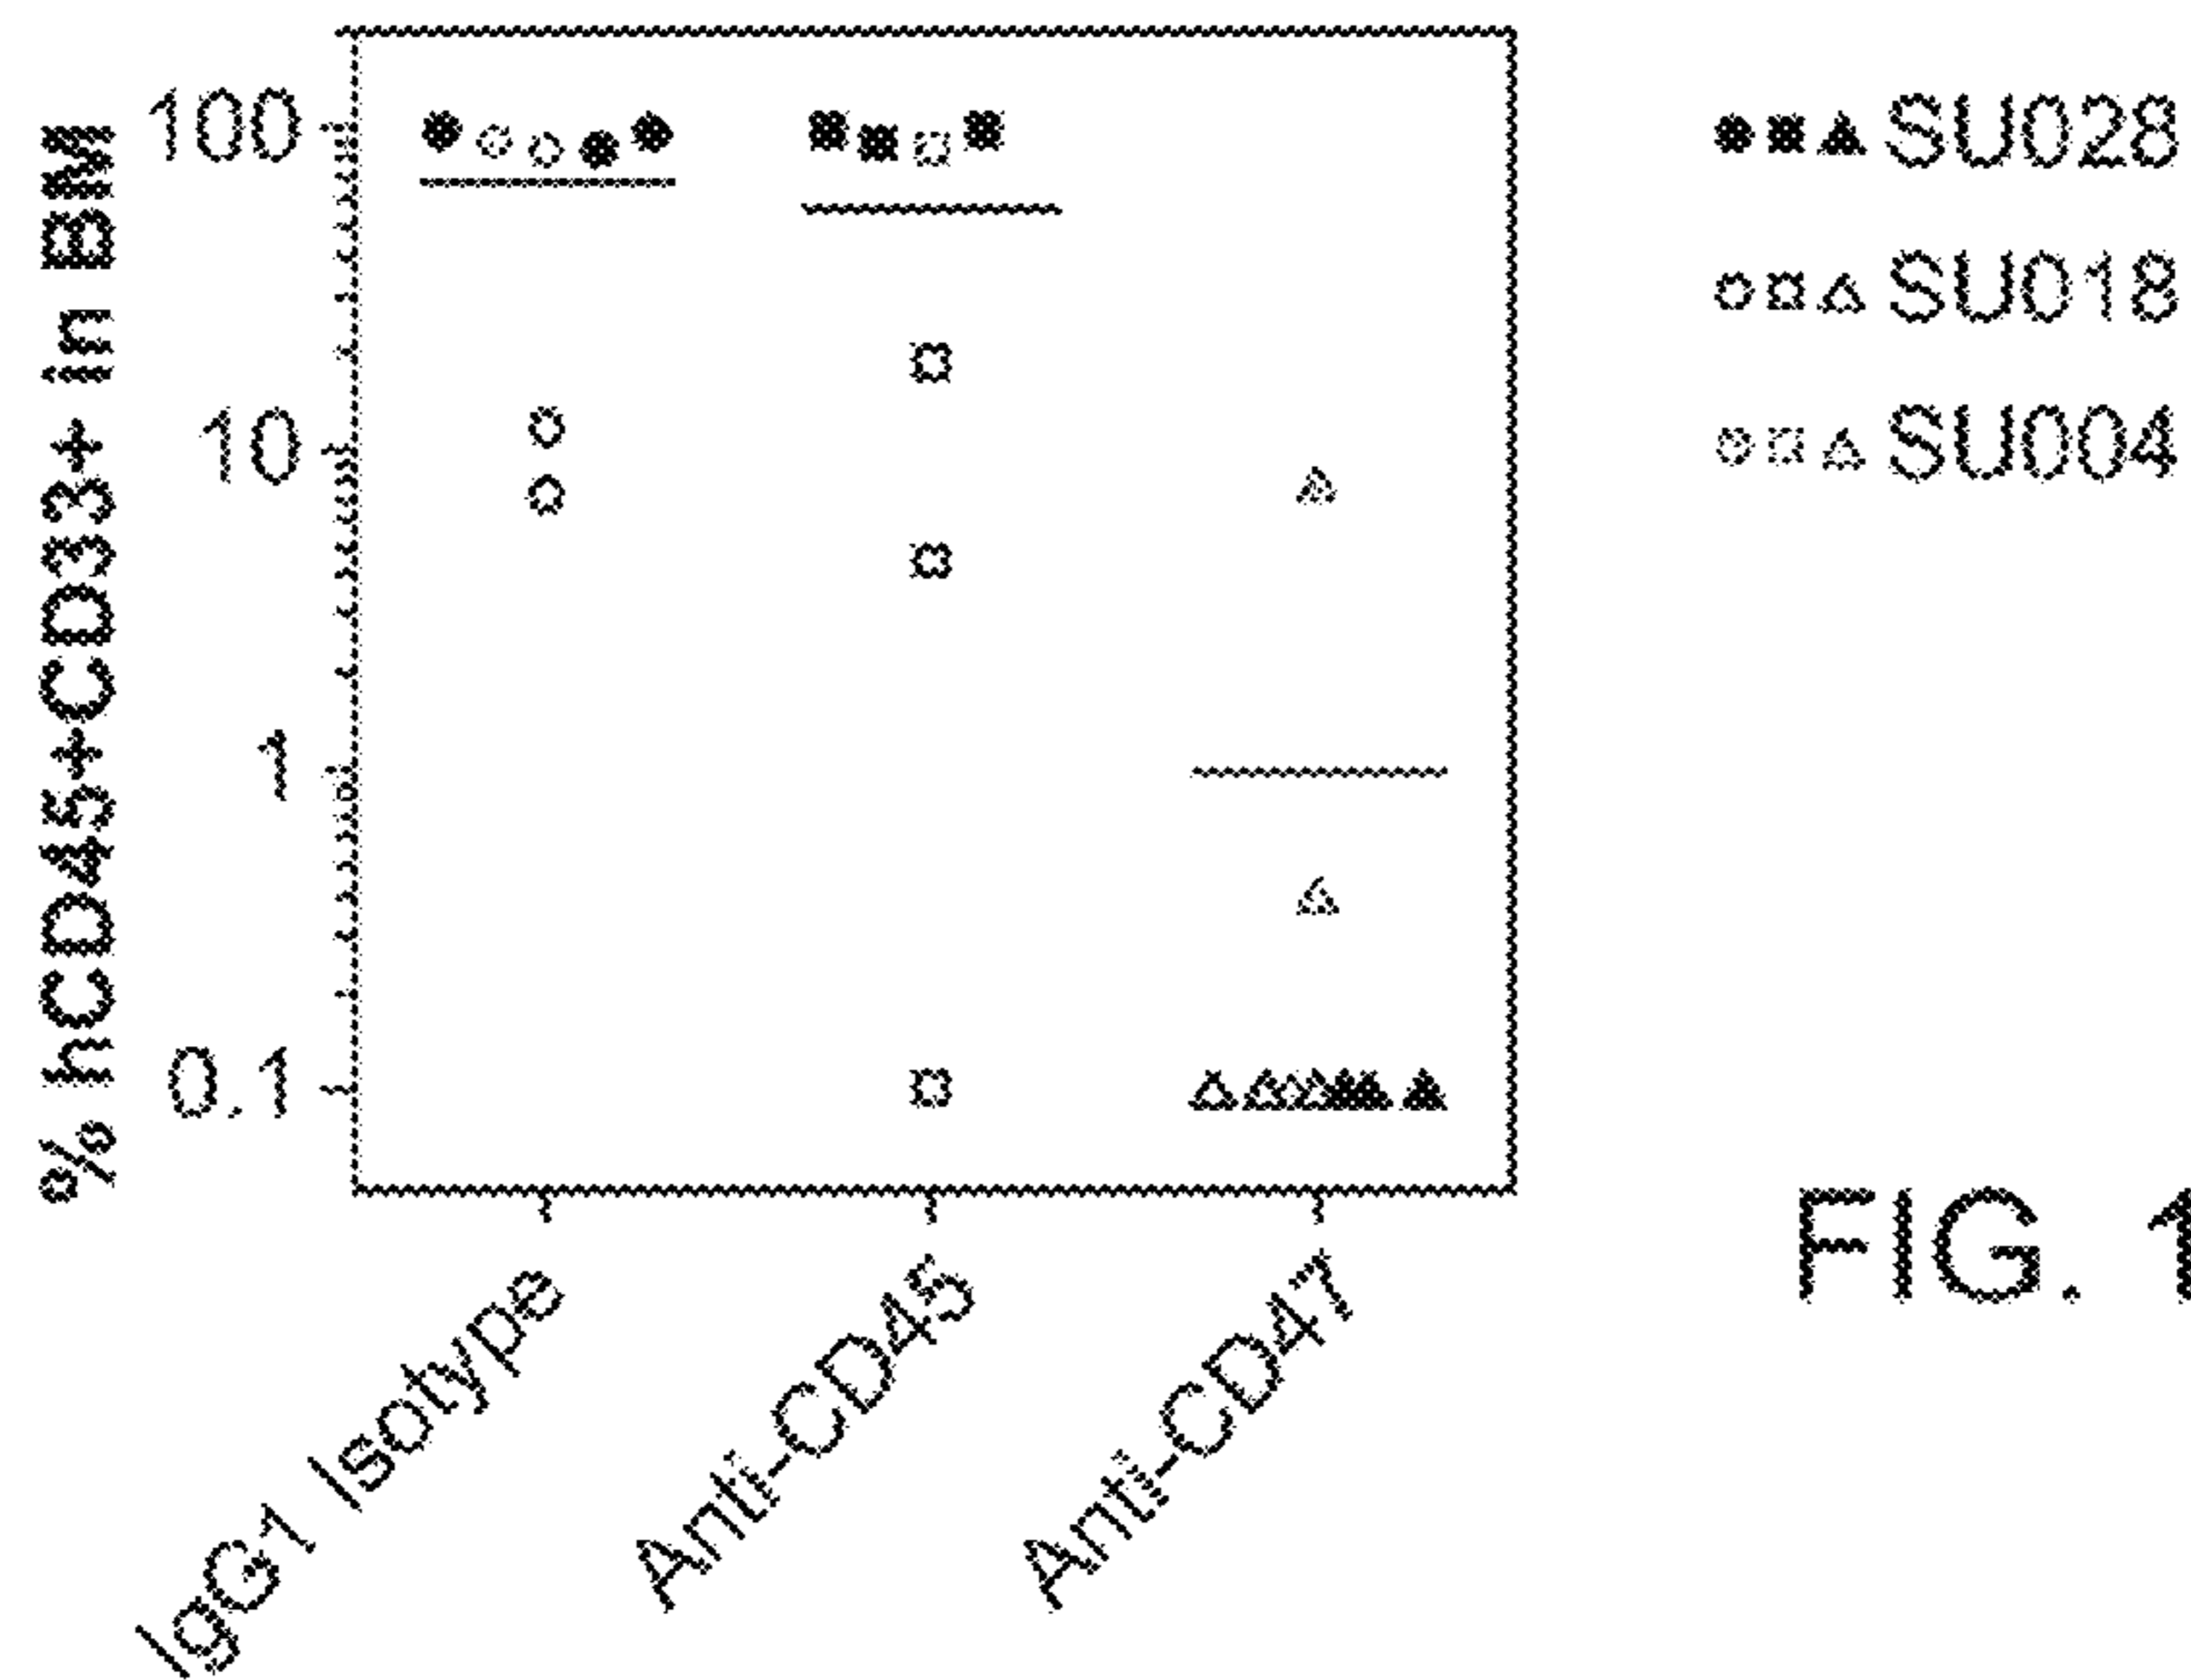 % hCD45+CD33+ in BM
100
10
1
0.1
IgG1 Isotype
Anti-CD45
Anti-CD47
SU028
SU018
SU004
FIG. 1